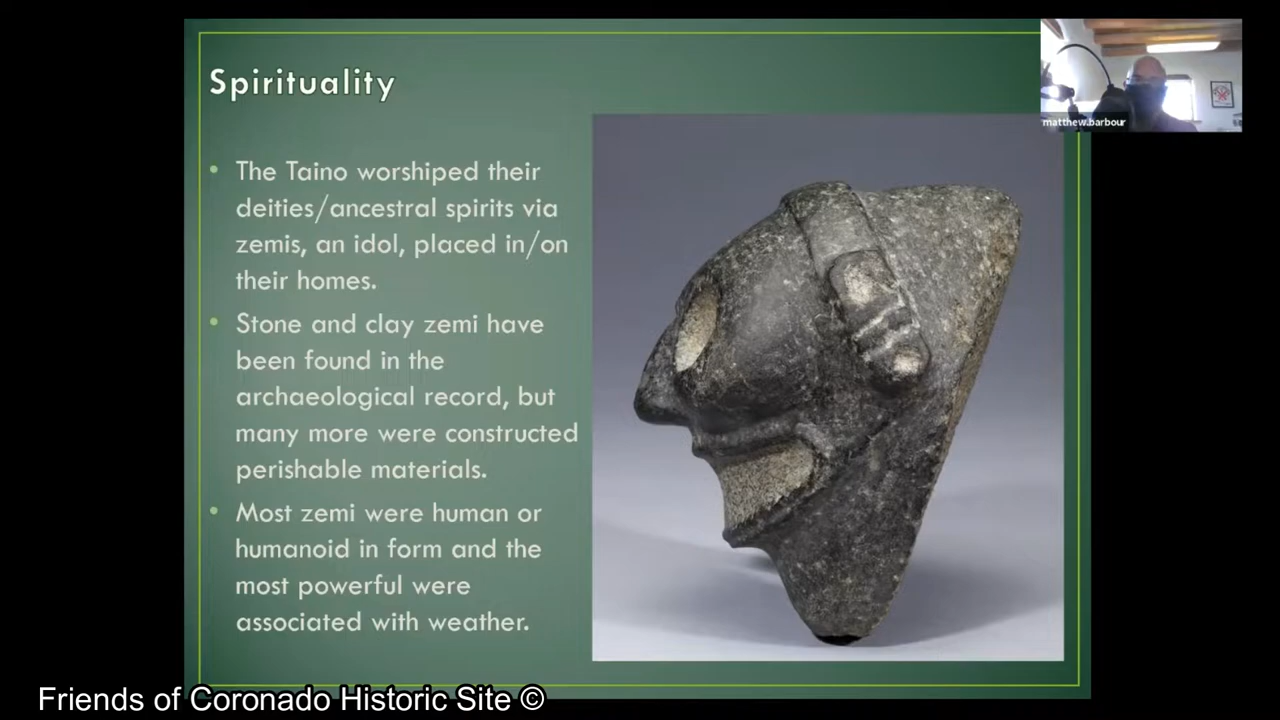 Spirituality
matthew.barbour
• The Taino worshiped their
deities/ancestral spirits via
zemis, an idol, placed in/on
their homes.
• Stone and clay zemi have
been found in the
archaeological record, but
many more were constructed
perishable materials.
• Most zemi were human or
humanoid in form and the
most powerful were
associated with weather.
Friends of Coronado Historic Site ©